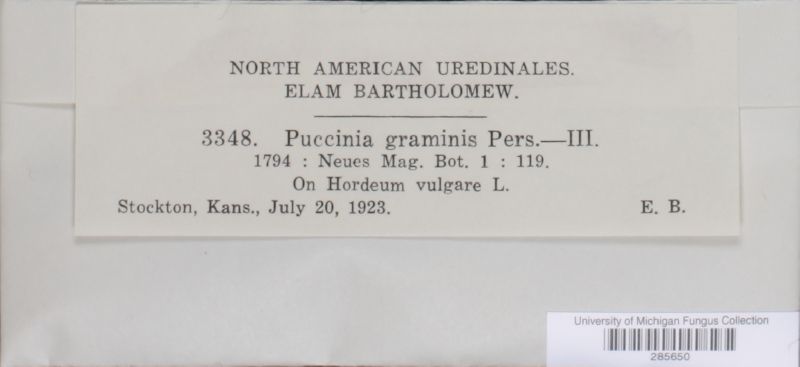 NORTH AMERICAN UREDINALES.
ELAM BARTHOLOMEW.
3348. Puccinia graminis Pers.—III.
1794 : Neues Mag. Bot. 1 : 119.
On Hordeum vulgare L.
Stockton, Kans., July 20, 1923. E. B.
University of Michigan Fungus Collection
285650